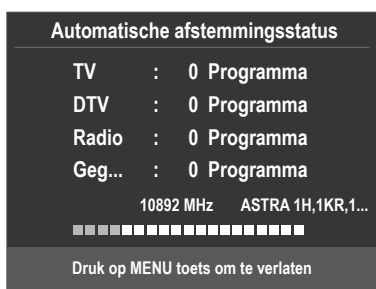 Automatische afstemmingsstatus
TV : 0 Programma
DTV : 0 Programma
Radio : 0 Programma
Geg... : 0 Programma
10892 MHz ASTRA 1H,1KR,1...
Druk op MENU toets om te verlaten